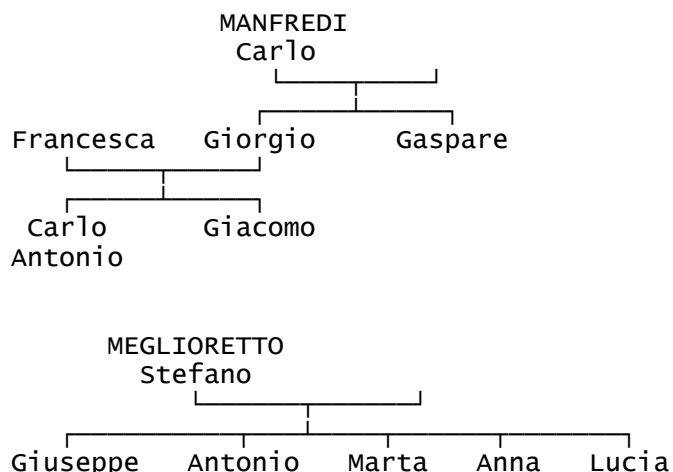 MANFREDI
Carlo
Francesca Giorgio Gaspare
Carlo Giacomo
Antonio
MEGLIORETTO
Stefano
Giuseppe Antonio Marta Anna Lucia